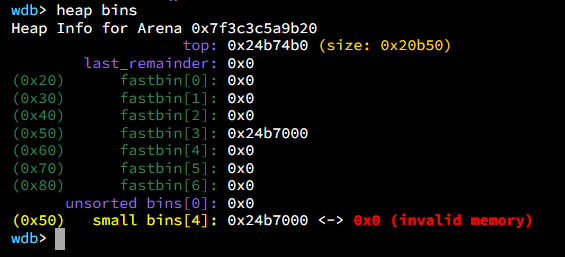 wdb> heap bins
Heap Info for Arena 0x7f3c3c5a9b20
top: 0x24b74b0 (size: 0x20b50)
last_remainder: 0x0
(0x20) fastbin[0]: 0x0
(0x30) fastbin[1]: 0x0
(0x40) fastbin[2]: 0x0
(0x50) fastbin[3]: 0x24b7000
(0x60) fastbin[4]: 0x0
(0x70) fastbin[5]: 0x0
(0x80) fastbin[6]: 0x0
unsorted bins[0]: 0x0
(0x50) small bins[4]: 0x24b7000 <-> 0x0 (invalid memory)
wdb>